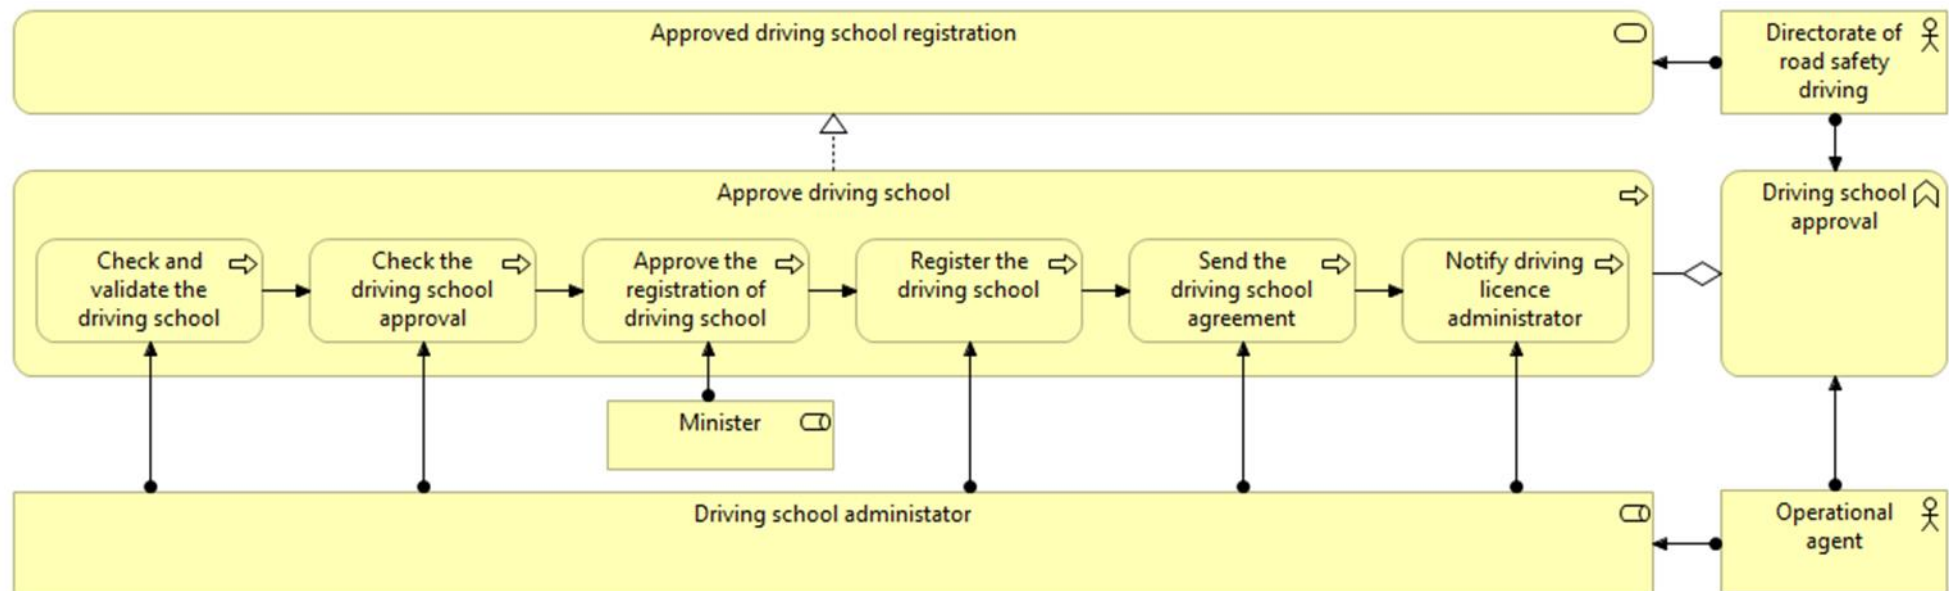 Approved driving school registration
Directorate of
road safety
driving
Approve driving school
Driving school
approval
Check and
validate the
driving school
Check the
driving school
approval
Approve the
registration of
driving school
Register the
driving school
Send the
driving school
agreement
Notify driving
licence
administrator
Minister
Driving school administator
Operational
agent